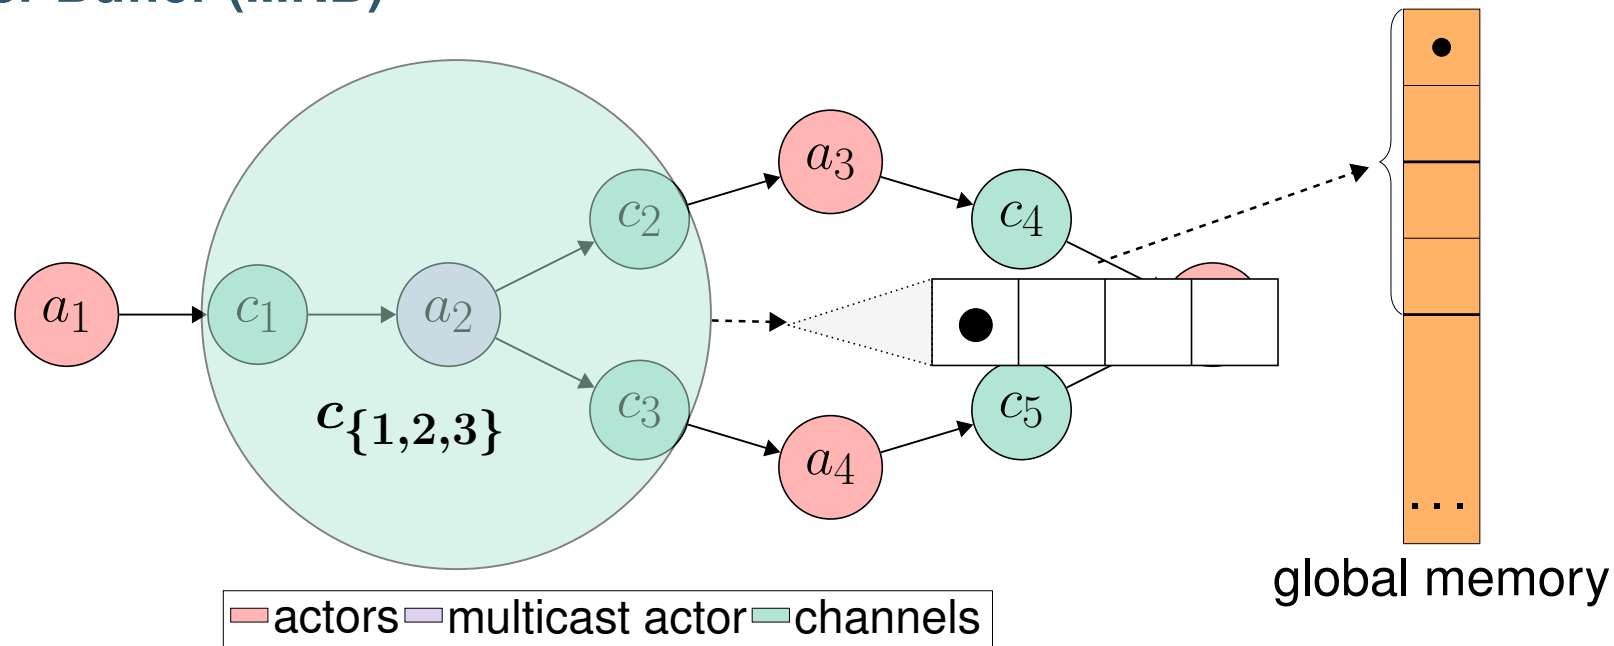 a1
c1
a2
c2
c3
c{1,2,3}
a3
a4
c4
c5
...
global memory
actors multicast actor channels